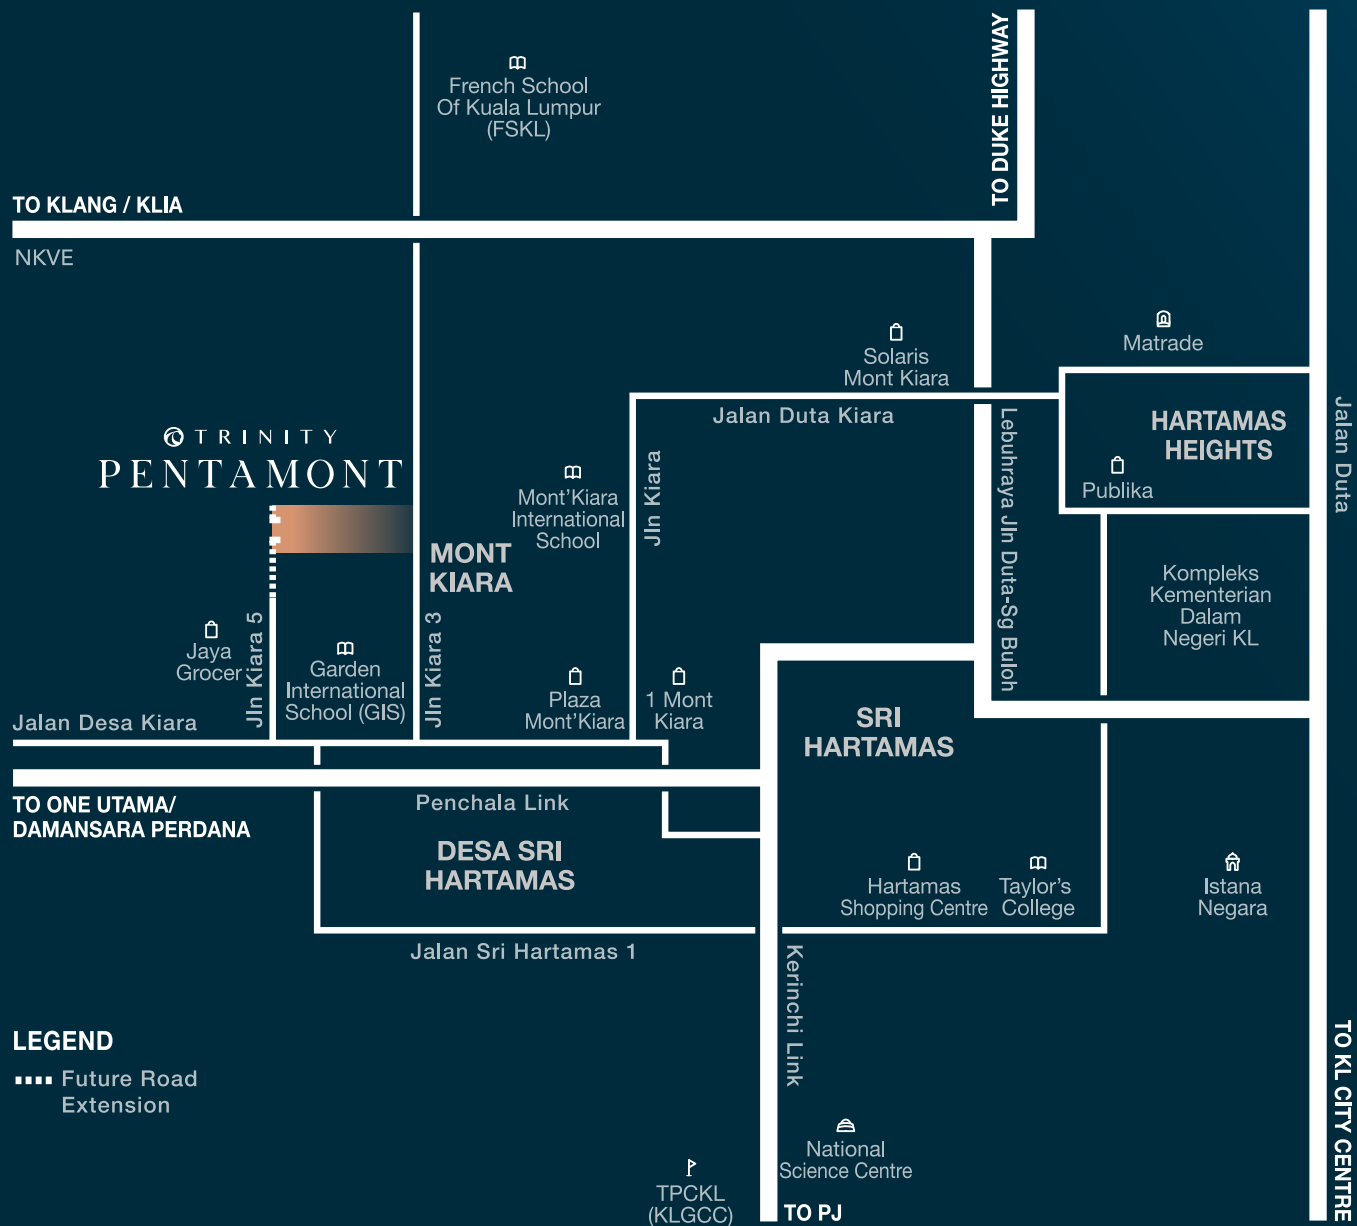 French School
Of Kuala Lumpur
(FSKL)
TO DUKE HIGHWAY
TO KLANG / KLIA
NKVE
Matrade
Solaris
Mont Kiara
Jalan Duta Kiara
HARTAMAS
HEIGHTS
Jalan Duta
TRINITY
PENTAMONT
Mont'Kiara
International
School
Jln Kiara
Lebuhraya Jln Duta-Sg Buloh
Publika
MONT
KIARA
Kompleks
Kementerian
Dalam
Negeri KL
Jaya
Grocer
Jln Kiara 5
Garden
International
School (GIS)
Jln Kiara 3
Plaza
Mont'Kiara
1 Mont
Kiara
SRI
HARTAMAS
Jalan Desa Kiara
TO ONE UTAMA/
DAMANSARA PERDANA
Penchala Link
DESA SRI
HARTAMAS
Hartamas
Shopping Centre
Taylor's
College
Istana
Negara
Jalan Sri Hartamas 1
Kerinchi Link
LEGEND
Future Road
Extension
TO KL CITY CENTRE
National
Science Centre
TPCKL
(KLGCC)
TO PJ